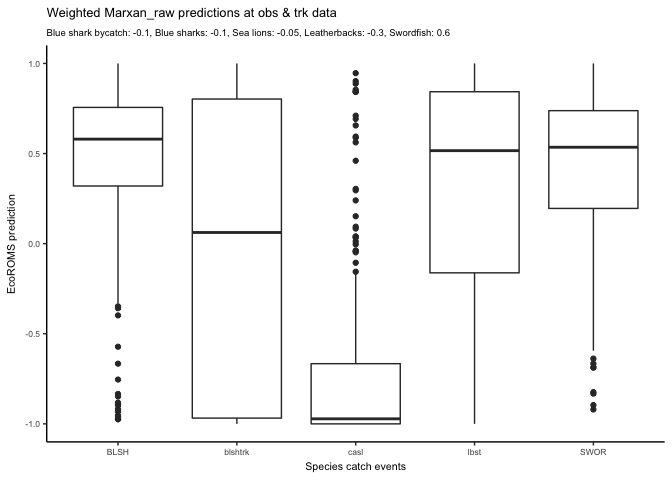 Weighted Marxan_raw predictions at obs & trk data
Blue shark bycatch: -0.1, Blue sharks: -0.1, Sea lions: -0.05, Leatherbacks: -0.3, Swordfish: 0.6
1.0
0.5
0.0
-0.5
-1.0
EcoROMS prediction
BLSH blshtrk casl lbst SWOR
Species catch events